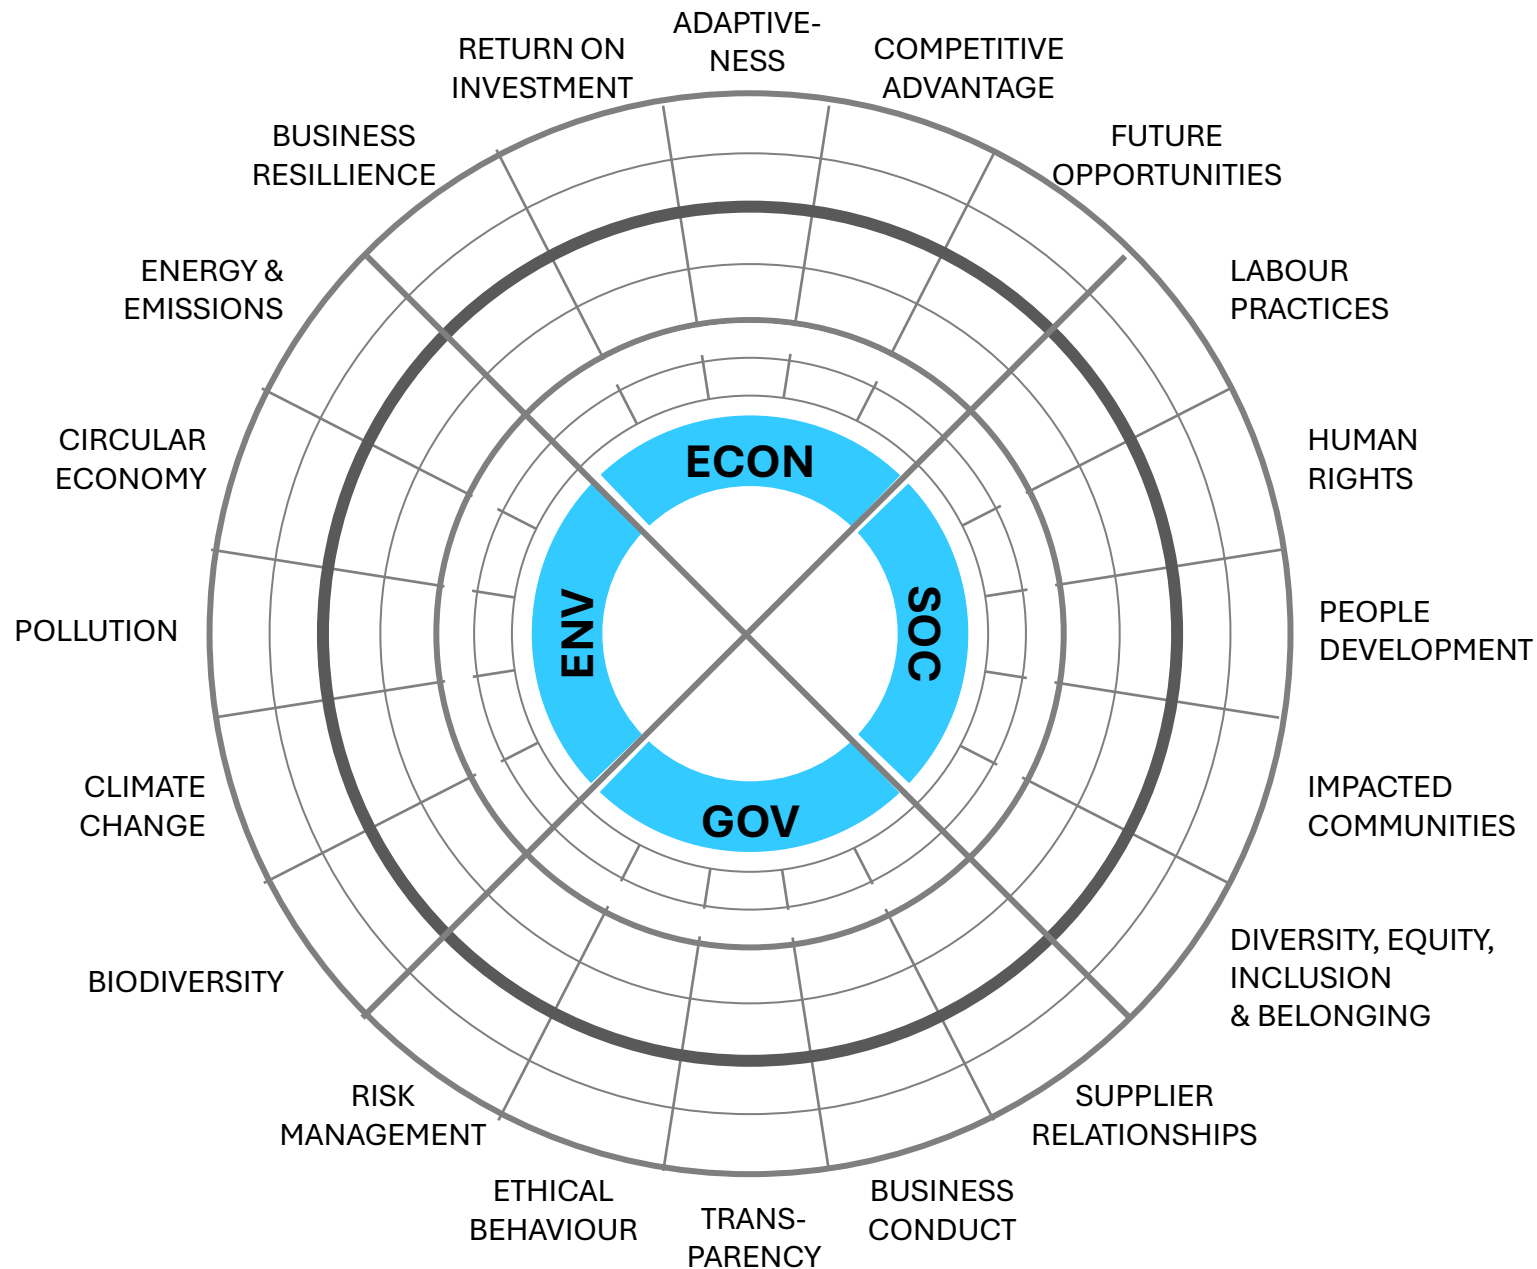 ADAPTIVE-
NESS
COMPETITIVE
ADVANTAGE
FUTURE
OPPORTUNITIES
LABOUR
PRACTICES
HUMAN
RIGHTS
PEOPLE
DEVELOPMENT
IMPACTED
COMMUNITIES
DIVERSITY, EQUITY,
INCLUSION
& BELONGING
SUPPLIER
RELATIONSHIPS
BUSINESS
CONDUCT
TRANS-
PARENCY
ETHICAL
BEHAVIOUR
RISK
MANAGEMENT
BIODIVERSITY
CLIMATE
CHANGE
POLLUTION
CIRCULAR
ECONOMY
ENERGY &
EMISSIONS
BUSINESS
RESILLIENCE
RETURN ON
INVESTMENT
ECON
SOC
GOV
ENV